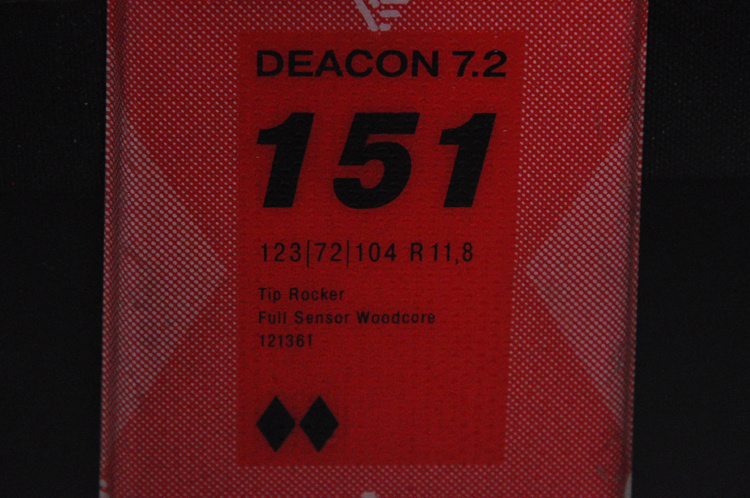 DEACON 7.2
151
123|72|104 R11,8
Tip Rocker
Full Sensor Woodcore
121361